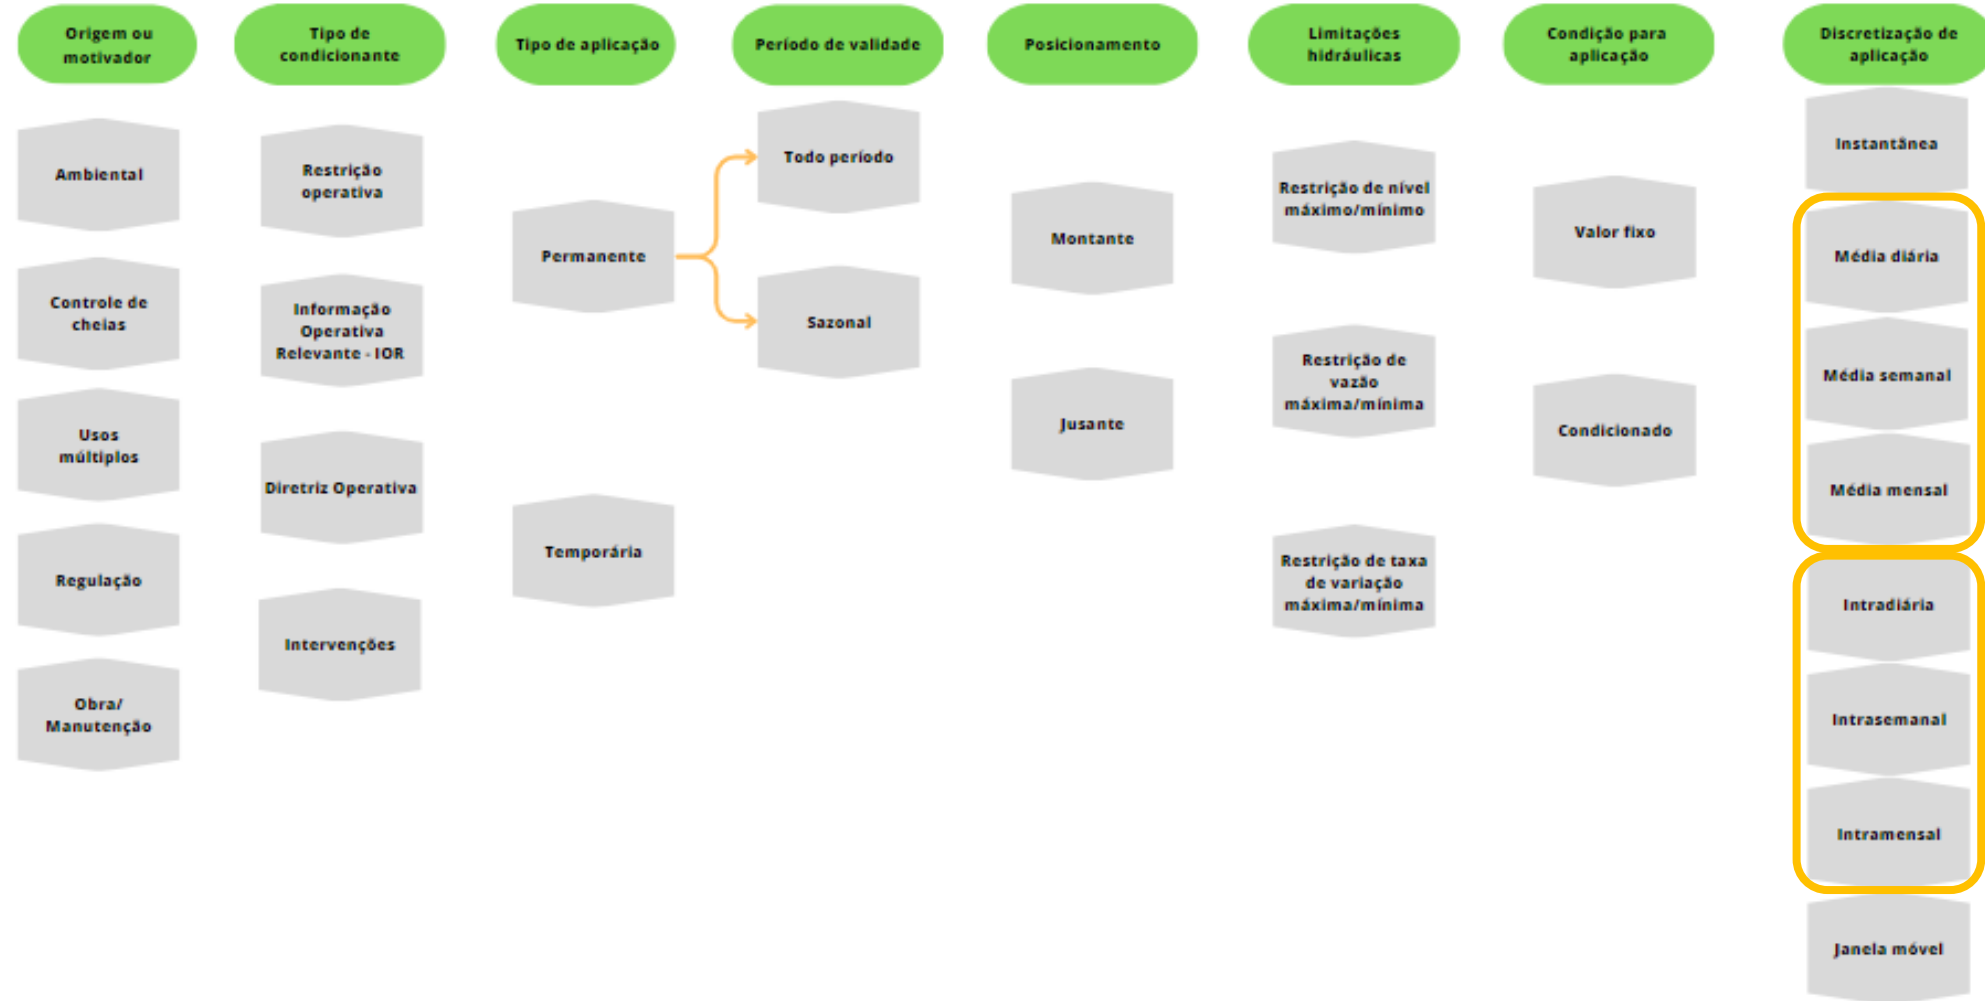 Origem ou
motivador
Tipo de
condicionante
Tipo de aplicação
Período de validade
Posicionamento
Limitações
hidráulicas
Condição para
aplicação
Discretização de
aplicação
Ambiental
Controle de
cheias
Usos
múltiplos
Regulação
Obra/
Manutenção
Restrição
operativa
Informação
Operativa
Relevante - IOR
Diretriz Operativa
Intervenções
Permanente
Temporária
Todo período
Sazonal
Montante
Jusante
Restrição de nível
máximo/mínimo
Restrição de
vazão
máxima/mínima
Restrição de taxa
de variação
máxima/mínima
Valor fixo
Condicionado
Instantânea
Média diária
Média semanal
Média mensal
Intradiária
Intrasemanal
Intramensal
Janela móvel